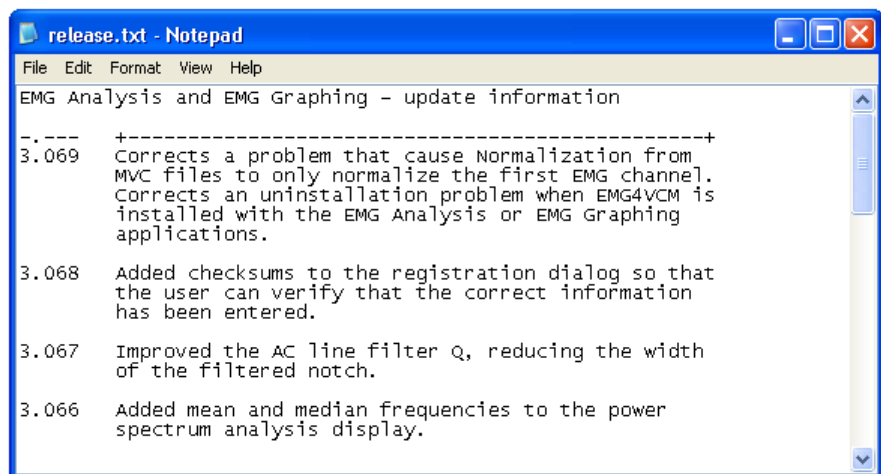 release.txt - Notepad
File Edit Format View Help
EMG Analysis and EMG Graphing - update information
-.--- +-----------------------------------------------+
3.069 Corrects a problem that cause Normalization from
MVC files to only normalize the first EMG channel.
Corrects an uninstallation problem when EMG4VCM is
installed with the EMG Analysis or EMG Graphing
applications.
3.068 Added checksums to the registration dialog so that
the user can verify that the correct information
has been entered.
3.067 Improved the AC line filter Q, reducing the width
of the filtered notch.
3.066 Added mean and median frequencies to the power
spectrum analysis display.